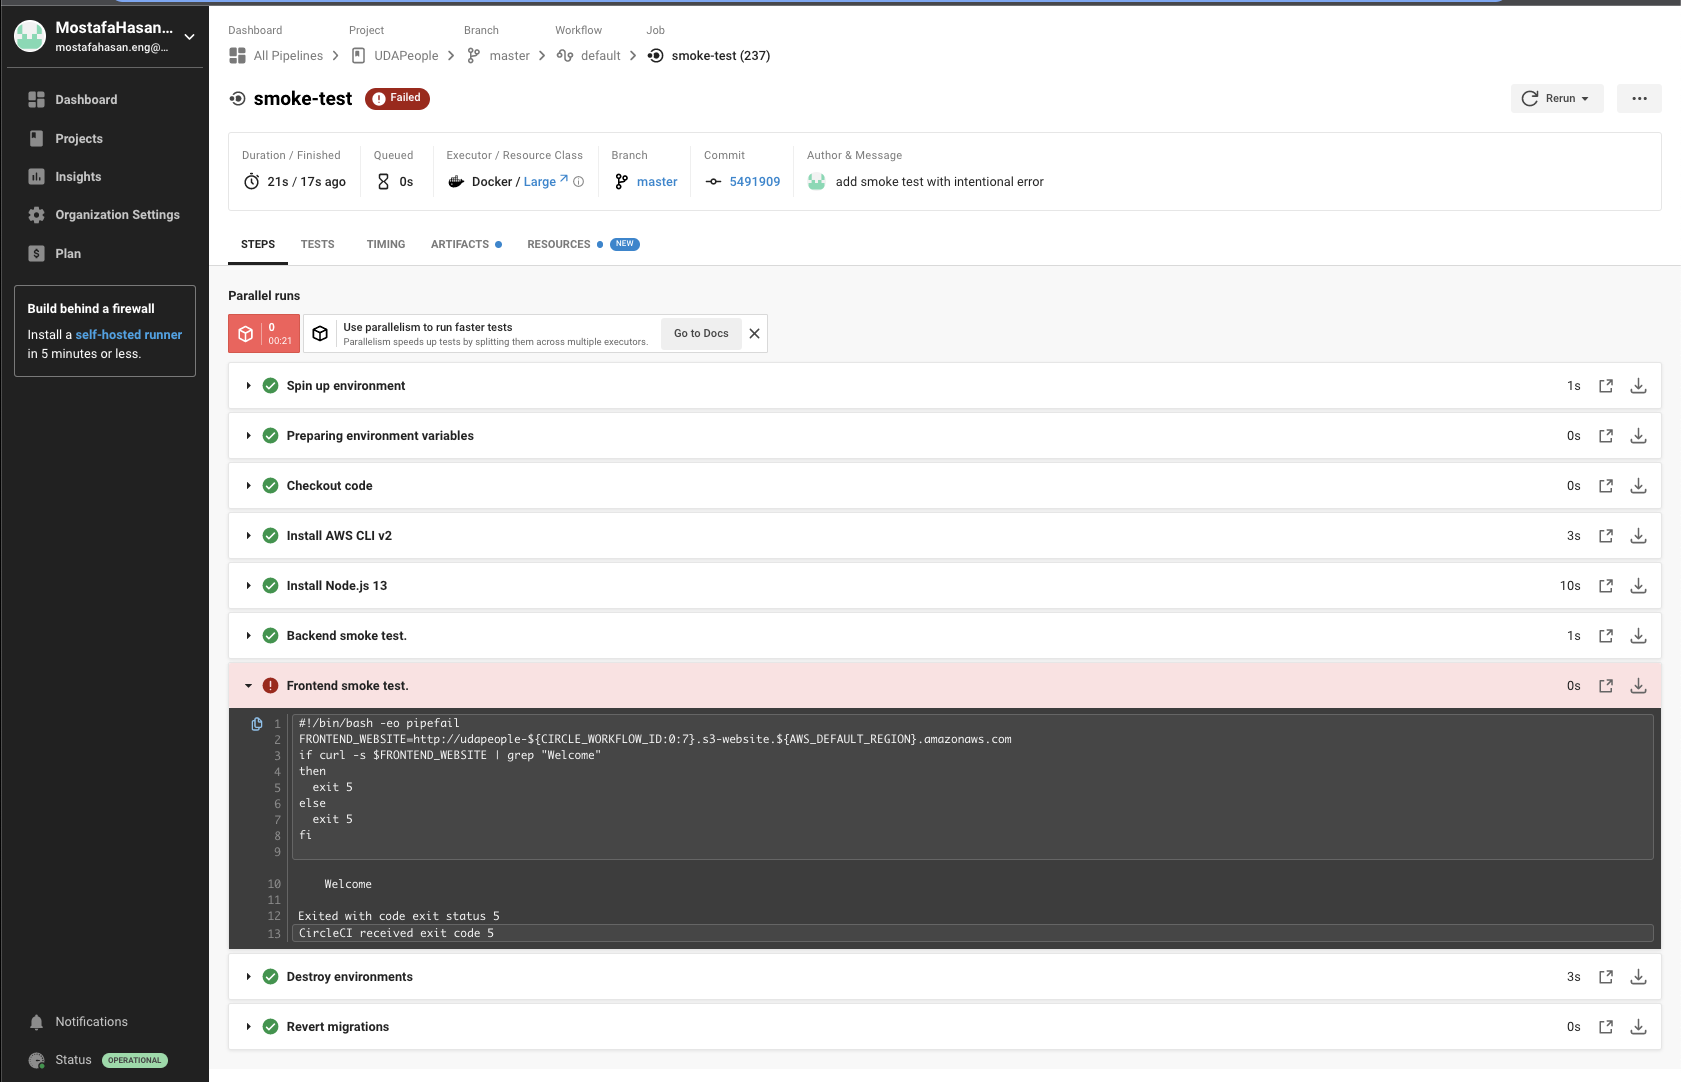 MostafaHasan...
mostafahasan.eng@...
Dashboard
Projects
Insights
Organization Settings
Plan
Build behind a firewall
Install a self-hosted runner
in 5 minutes or less.
Notifications
Status OPERATIONAL
Dashboard Project Branch Workflow Job
All Pipelines UDAPeople master default smoke-test (237)
smoke-test Failed
Rerun
Duration / Finished Queued Executor / Resource Class Branch Commit Author & Message
21s / 17s ago 0s Docker / Large master 5491909 add smoke test with intentional error
STEPS TESTS TIMING ARTIFACTS RESOURCES NEW
Parallel runs
0
00:21
Use parallelism to run faster tests
Parallelism speeds up tests by splitting them across multiple executors.
Go to Docs
Spin up environment 1s
Preparing environment variables 0s
Checkout code 0s
Install AWS CLI v2 3s
Install Node.js 13 10s
Backend smoke test. 1s
Frontend smoke test. 0s
1 #!/bin/bash -eo pipefail
2 FRONTEND_WEBSITE=http://udapeople-${CIRCLE_WORKFLOW_ID:0:7}.s3-website.${AWS_DEFAULT_REGION}.amazonaws.com
3 if curl -s $FRONTEND_WEBSITE | grep "Welcome"
4 then
5 exit 5
6 else
7 exit 5
8 fi
9
10 Welcome
11
12 Exited with code exit status 5
13 CircleCI received exit code 5
Destroy environments 3s
Revert migrations 0s